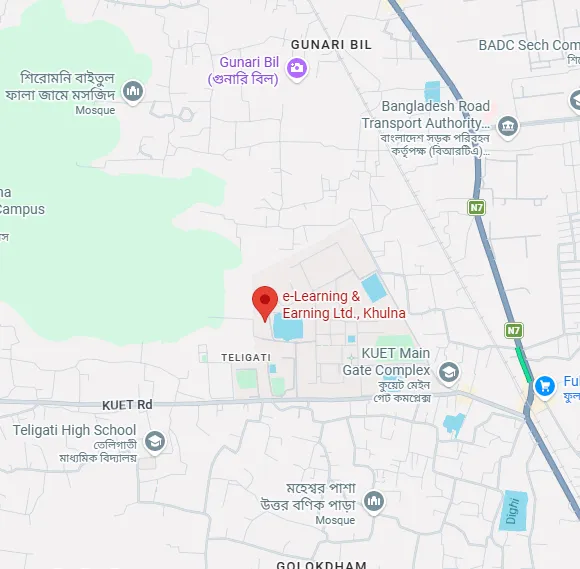 GUNARI BIL
BADC Sech Com
Gunari Bil
(গুনারি বিল)
শিরোমনি বাইতুল
ফালা জামে মসজিদ
Mosque
Bangladesh Road
Transport Authority...
বাংলাদেশ সড়ক পরিবহন
কর্তৃপক্ষ (বিআরটিএ)...
na
Campus
N7
e-Learning &
Earning Ltd., Khulna
N7
TELIGATI
KUET Main
Gate Complex
কুয়েট মেইন
গেট কমপ্লেক্স
Ful
ফুল
KUET Rd
Teligati High School
তেলিগাতী
মাধ্যমিক বিদ্যালয়
মহেশ্বর পাশা
উত্তর বণিক পাড়া
Mosque
Dighi
GOLOKDHAM